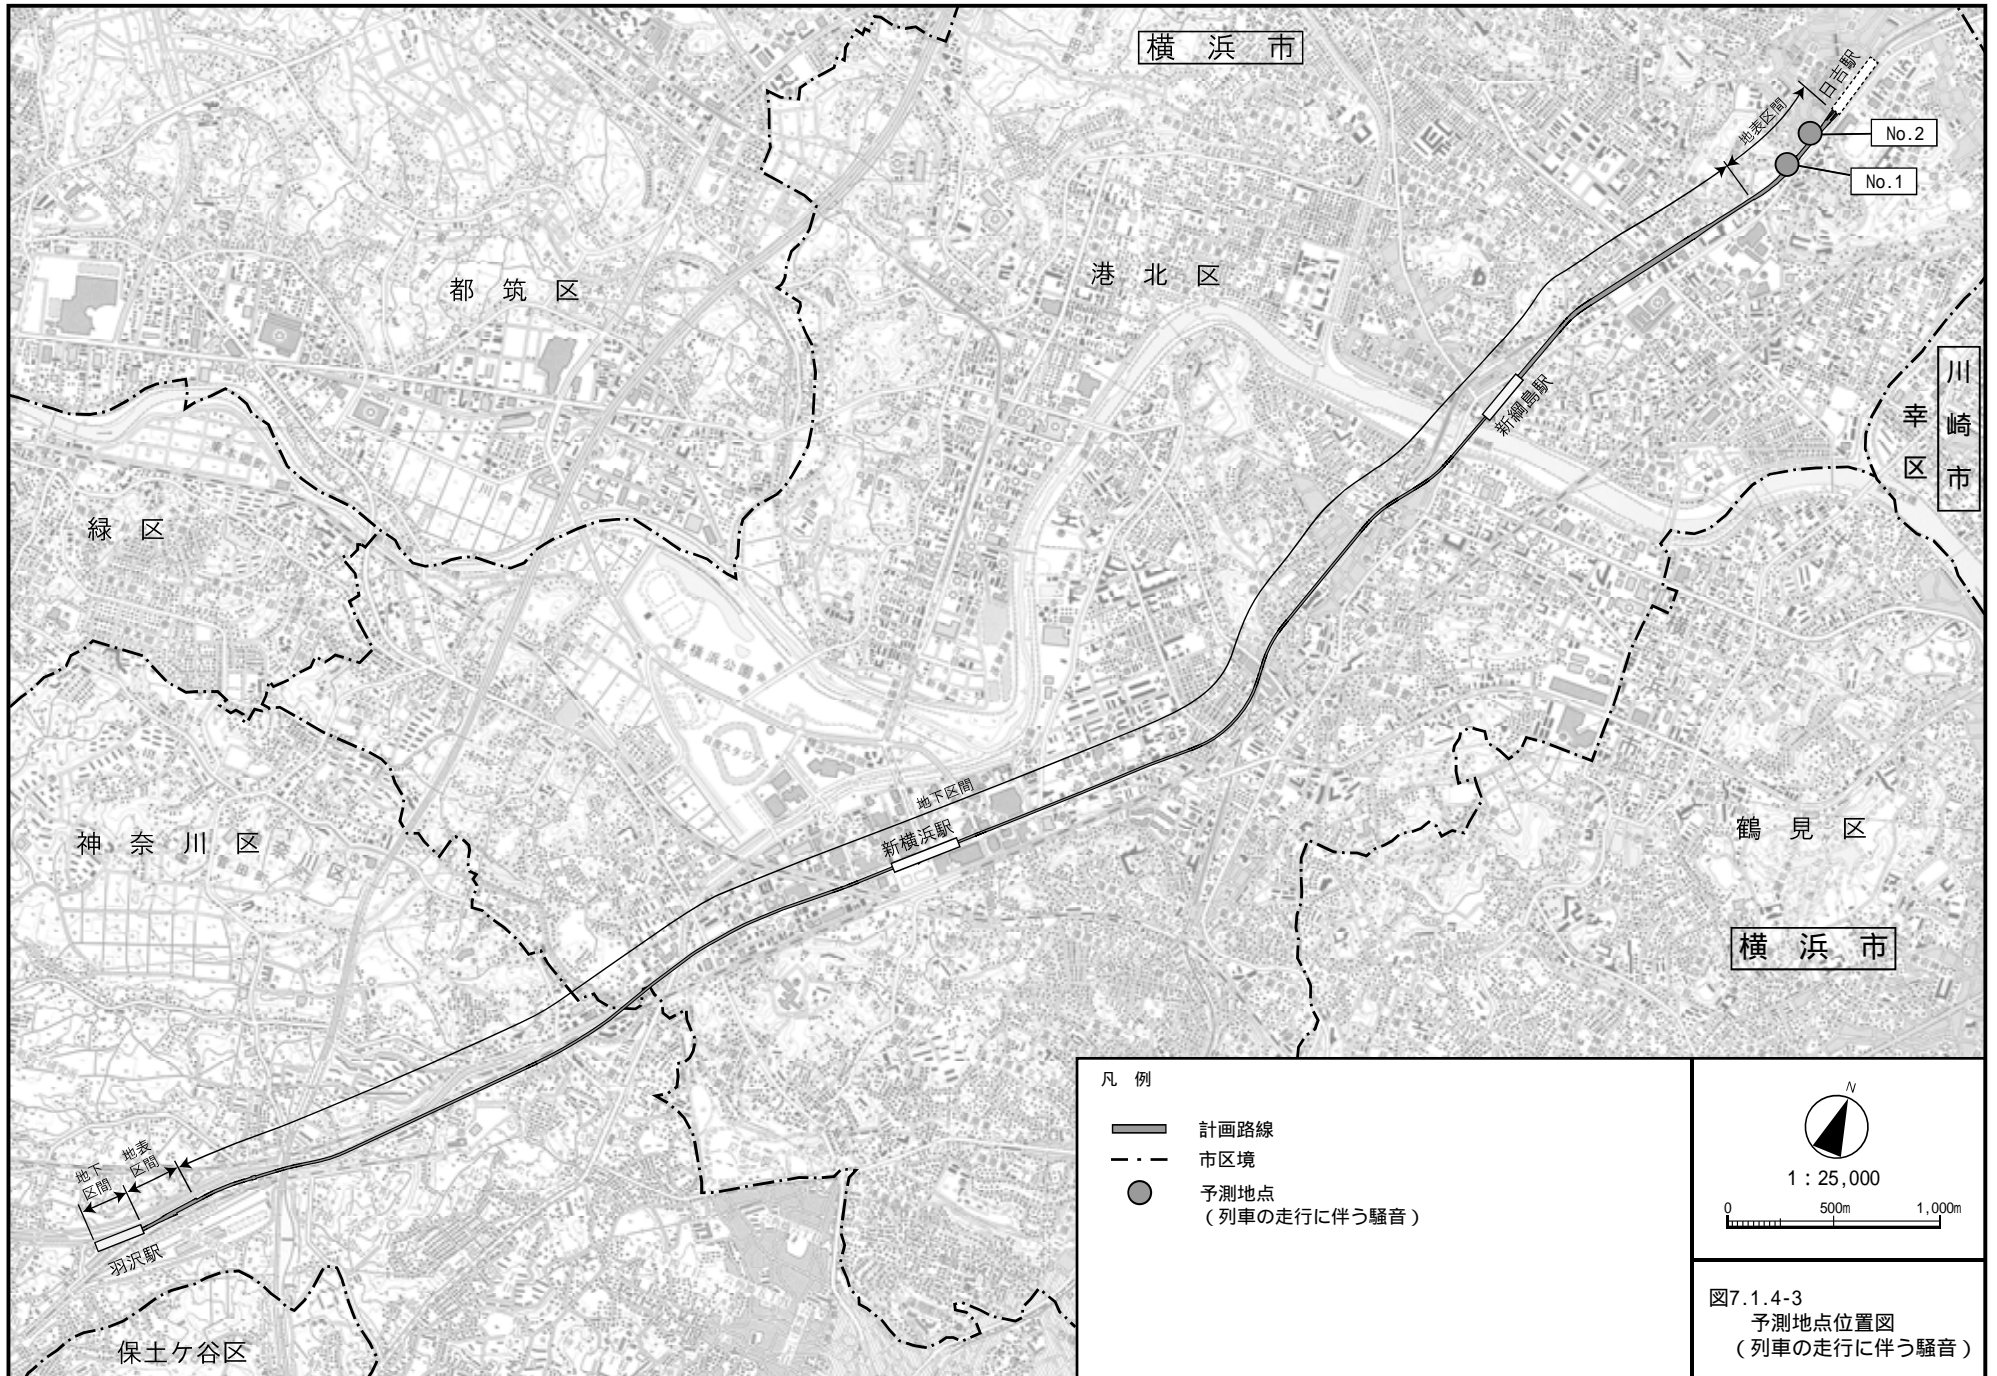 横浜市
日吉駅
地表区間
No.2
No.1
都筑区
港北区
新綱島駅
川崎市
幸区
緑区
新横浜公園
地下区間
新横浜駅
神奈川区
鶴見区
横浜市
地下
区間
地表
区間
羽沢駅
保土ケ谷区
凡 例
計画路線
市区境
予測地点
(列車の走行に伴う騒音)
N
1:25,000
0 500m 1,000m
図7.1.4-3
予測地点位置図
(列車の走行に伴う騒音)